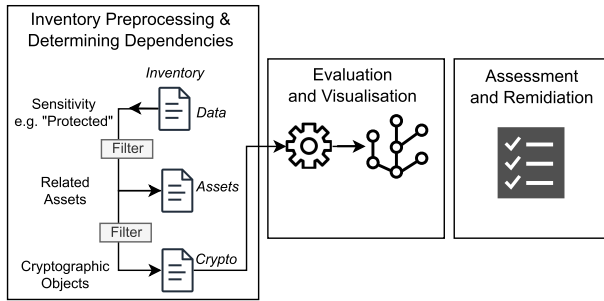 Inventory Preprocessing &
Determining Dependencies
Inventory
Sensitivity
e.g. "Protected"
Data
Filter
Related
Assets
Assets
Filter
Cryptographic
Objects
Crypto
Evaluation
and Visualisation
Assessment
and Remidiation